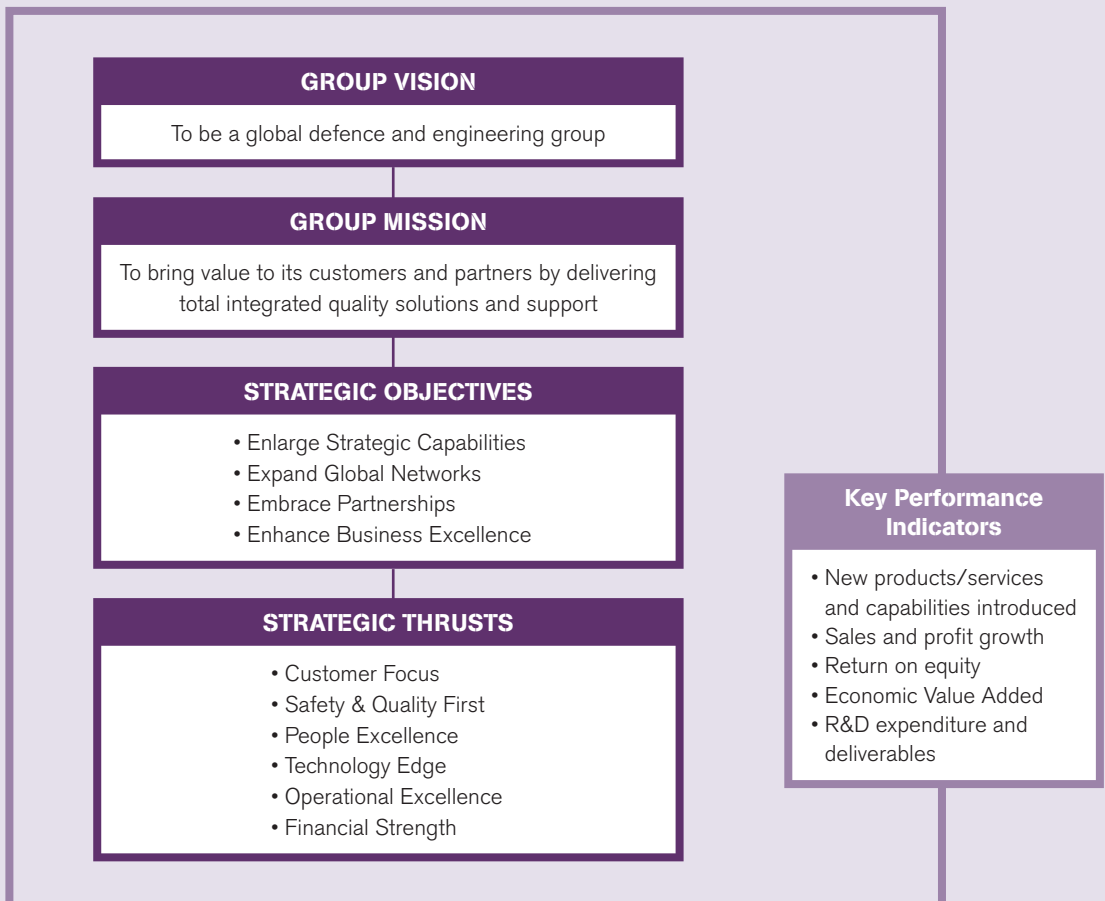 GROUP VISION
To be a global defence and engineering group
GROUP MISSION
To bring value to its customers and partners by delivering
total integrated quality solutions and support
STRATEGIC OBJECTIVES
• Enlarge Strategic Capabilities
• Expand Global Networks
• Embrace Partnerships
• Enhance Business Excellence
STRATEGIC THRUSTS
• Customer Focus
• Safety & Quality First
• People Excellence
• Technology Edge
• Operational Excellence
• Financial Strength
Key Performance
Indicators
• New products/services
and capabilities introduced
• Sales and profit growth
• Return on equity
• Economic Value Added
• R&D expenditure and
deliverables